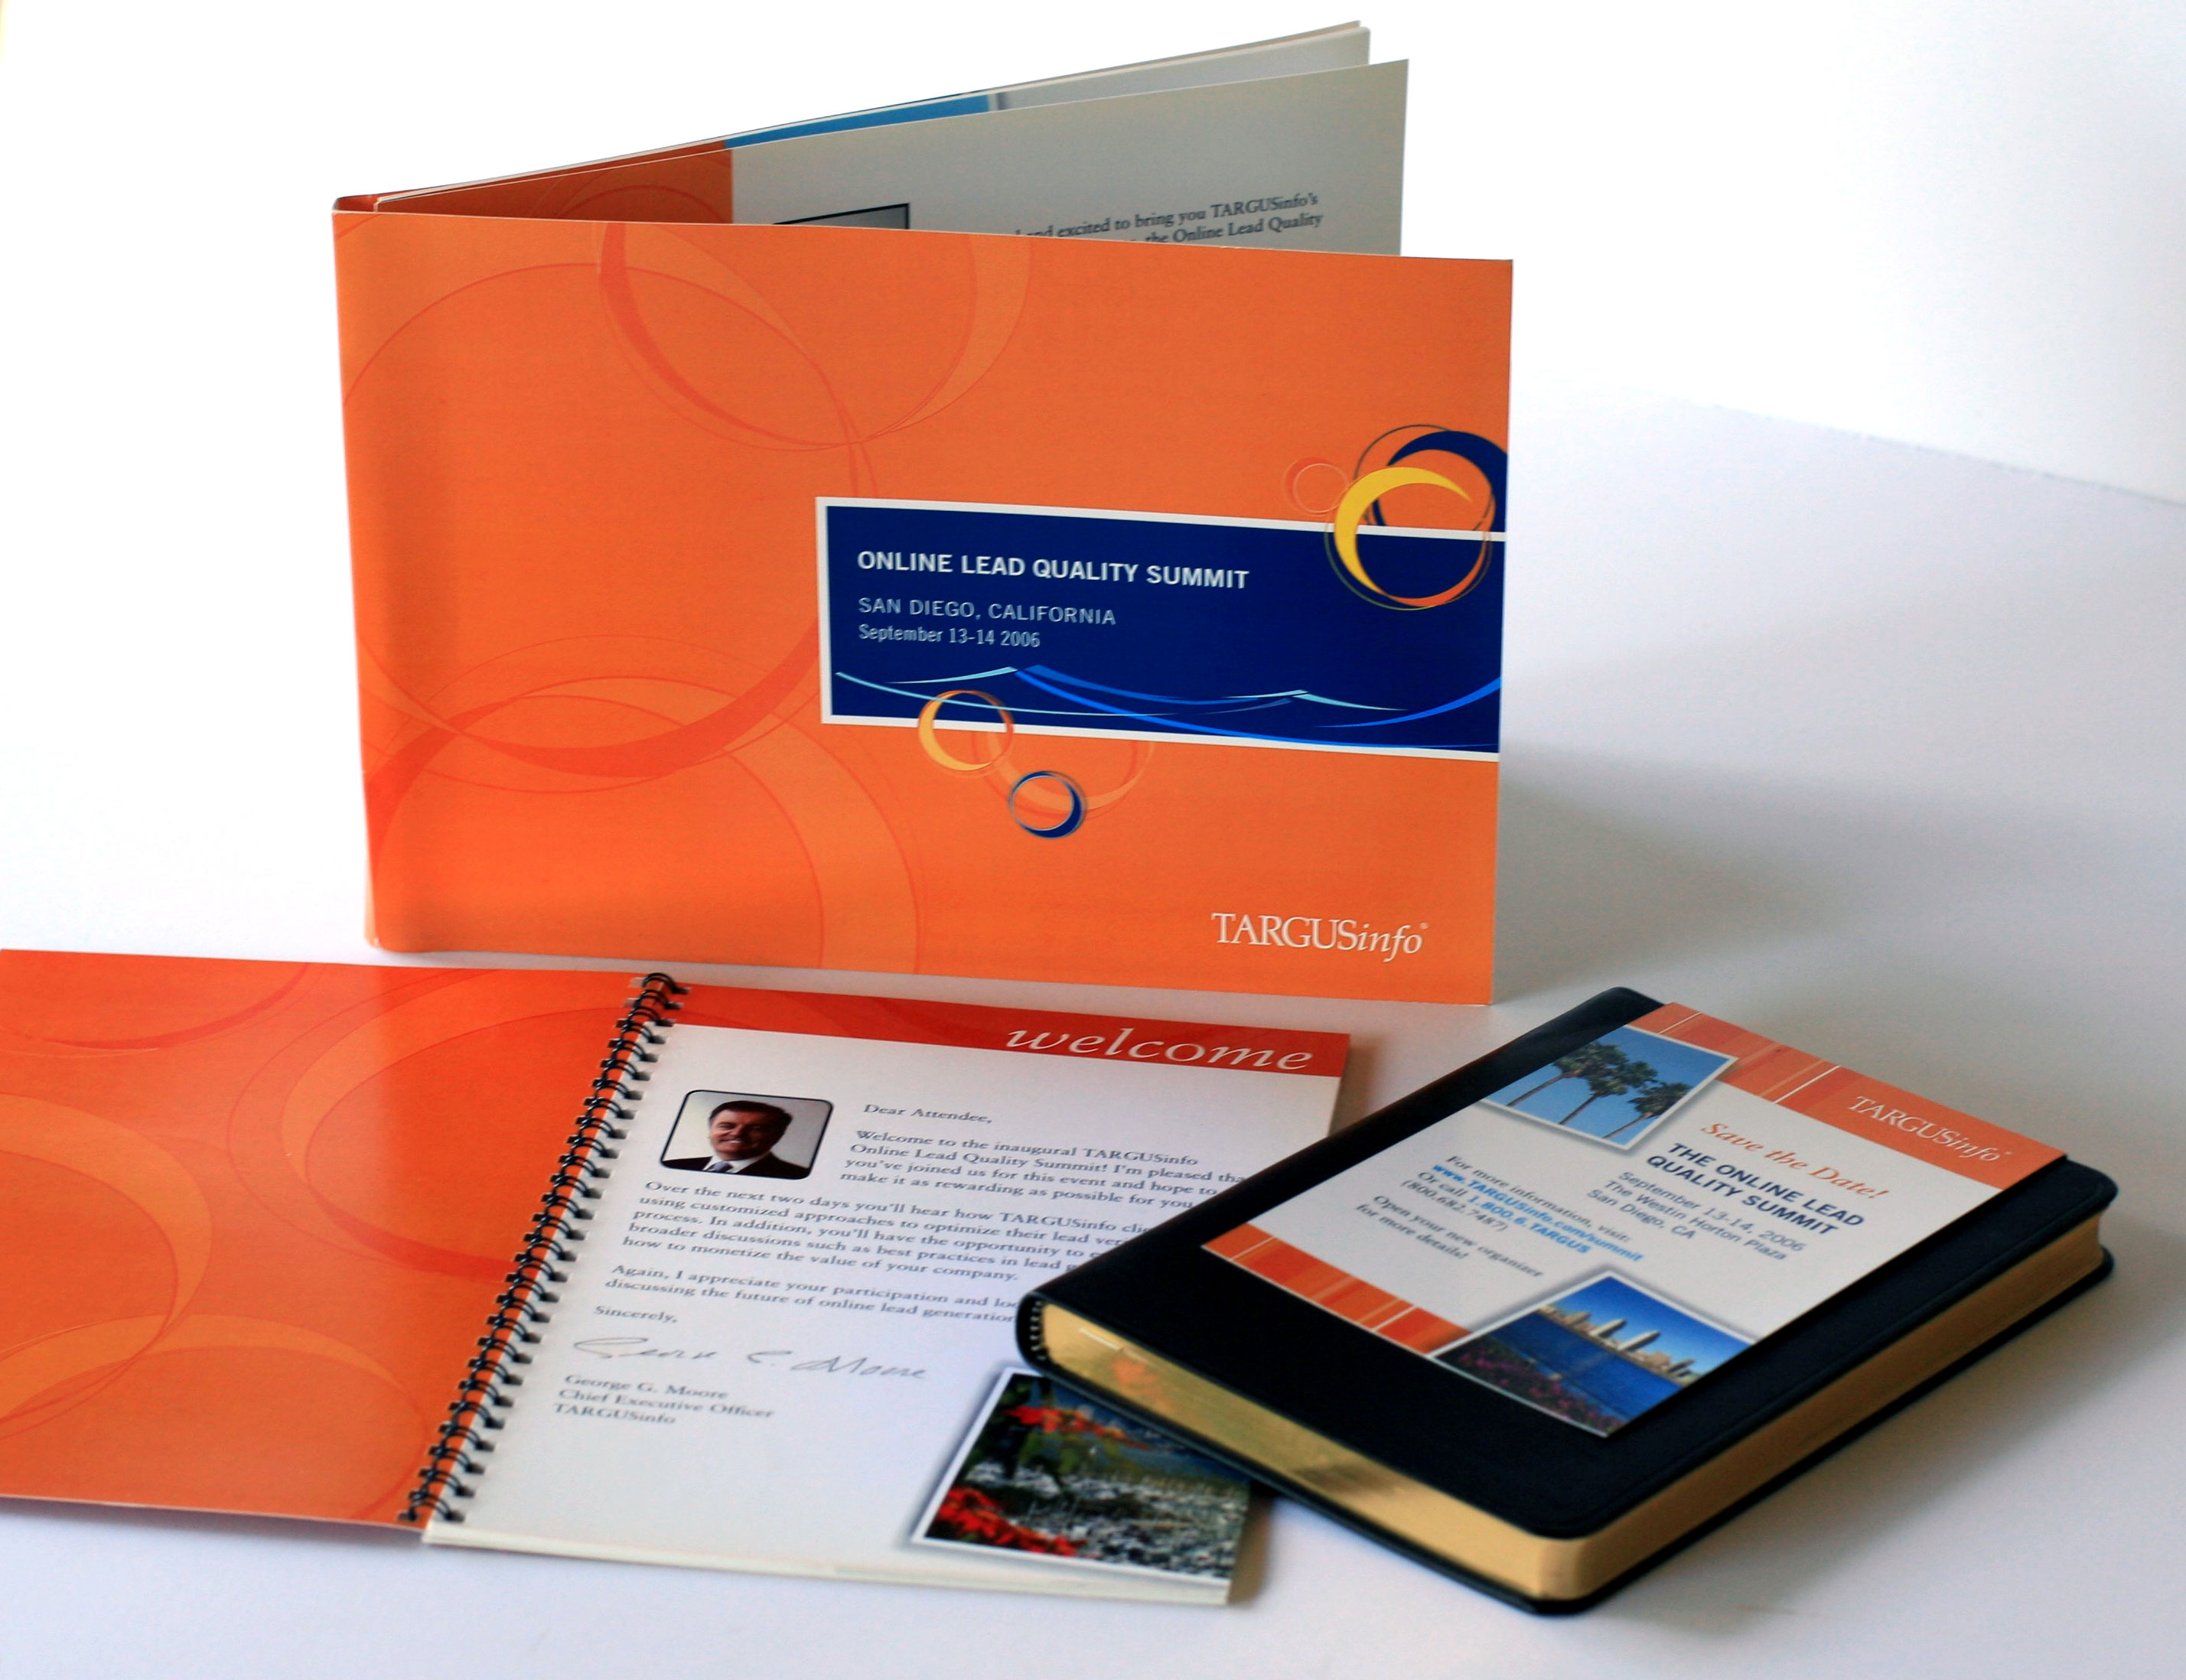 and excited to bring you TARGUSinfo's
the Online Lead Quality
ONLINE LEAD QUALITY SUMMIT
SAN DIEGO, CALIFORNIA
September 13-14 2006
TARGUSinfo®
welcome
Dear Attendee,
Welcome to the inaugural TARGUSinfo
Online Lead Quality Summit! I'm pleased
you've joined us for this event and hope to
make it as rewarding as possible for you.
Over the next two days you'll hear how TARGUSinfo
using customized approaches to optimize their lead
process. In addition, you'll have the opportunity to
broader discussions such as best practices in lead
how to monetize the value of your company.
Again, I appreciate your participation and
discussing the future of online lead generation
Sincerely,
George G. Moore
George G. Moore
Chief Executive Officer
TARGUSinfo
TARGUSinfo®
Save the Date!
THE ONLINE LEAD
QUALITY SUMMIT
September 13-14, 2006
The Westin Horton Plaza
San Diego, CA
For more information, visit:
www.TARGUSinfo.com/summit
Or call 1.800.6.TARGUS
(800.682.7487)
Open your new organizer
for more details!